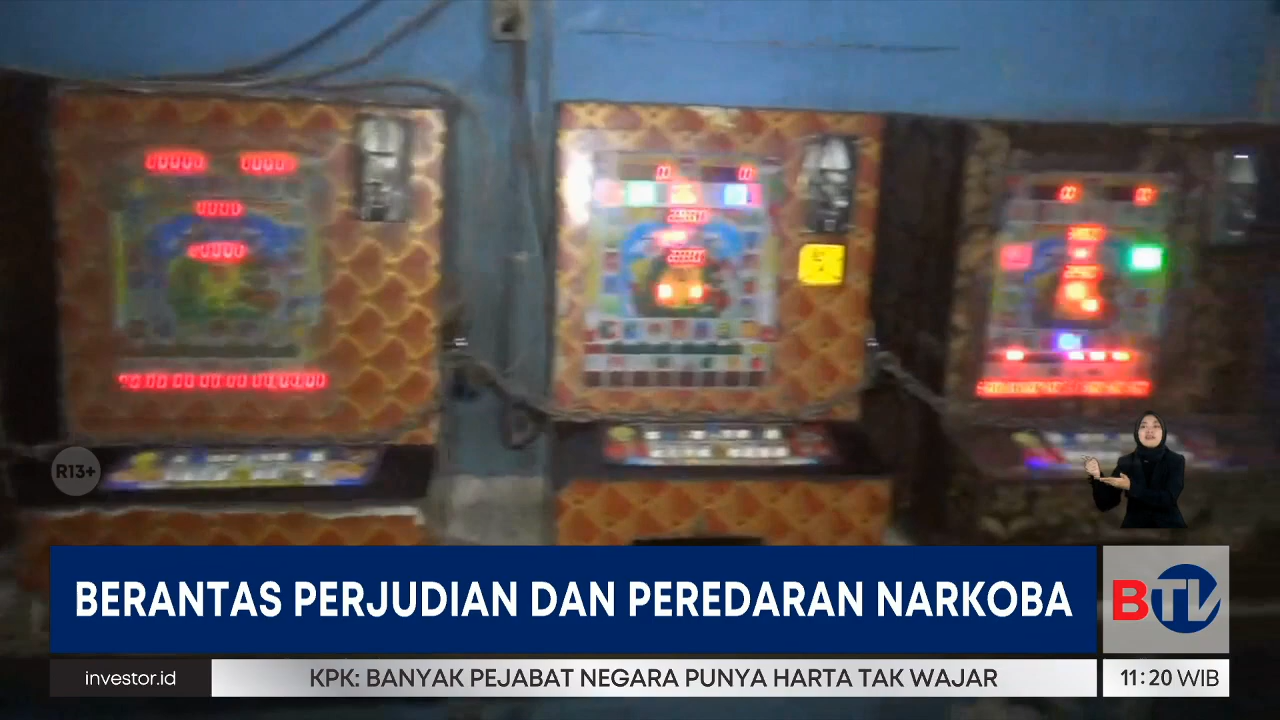 R13+
BERANTAS PERJUDIAN DAN PEREDARAN NARKOBA
BTV
investor.id
KPK: BANYAK PEJABAT NEGARA PUNYA HARTA TAK WAJAR
11:20 WIB